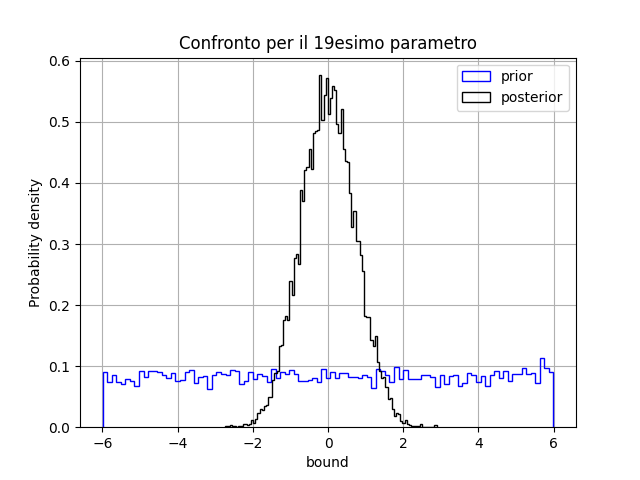 Confronto per il 19esimo parametro
prior
posterior
0.6
0.5
0.4
0.3
0.2
0.1
0.0
Probability density
−6 −4 −2 0 2 4 6
bound